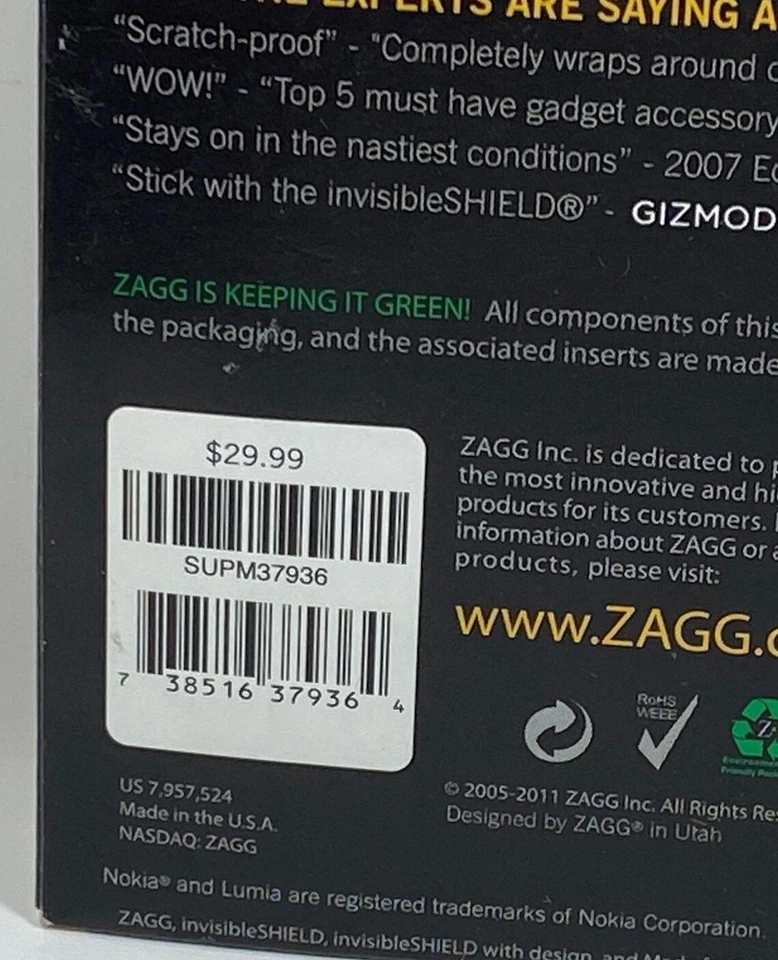 EXPERTS ARE SAYING A
“Scratch-proof” - “Completely wraps around
“WOW!” - “Top 5 must have gadget accessory
“Stays on in the nastiest conditions” - 2007
“Stick with the invisibleSHIELD®” - GIZMOD
ZAGG IS KEEPING IT GREEN! All components of this
the packaging, and the associated inserts are made
$29.99
SUPM37936
7 38516 37936 4
ZAGG Inc. is dedicated to
the most innovative and hi
products for its customers.
information about ZAGG or
products, please visit:
www.ZAGG.
RoHS
WEEE
US 7,957,524
Made in the U.S.A.
NASDAQ: ZAGG
© 2005-2011 ZAGG Inc. All Rights Re
Designed by ZAGG® in Utah
Nokia® and Lumia are registered trademarks of Nokia Corporation.
ZAGG, invisibleSHIELD, invisibleSHIELD with design, and